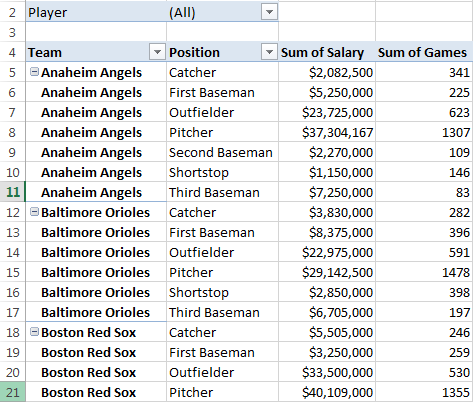 2 Player (All)
3
4 Team Position Sum of Salary Sum of Games
5 Anaheim Angels Catcher $2,082,500 341
6 Anaheim Angels First Baseman $5,250,000 225
7 Anaheim Angels Outfielder $23,725,000 623
8 Anaheim Angels Pitcher $37,304,167 1307
9 Anaheim Angels Second Baseman $2,270,000 109
10 Anaheim Angels Shortstop $1,150,000 146
11 Anaheim Angels Third Baseman $7,250,000 83
12 Baltimore Orioles Catcher $3,830,000 282
13 Baltimore Orioles First Baseman $8,375,000 396
14 Baltimore Orioles Outfielder $22,975,000 591
15 Baltimore Orioles Pitcher $29,142,500 1478
16 Baltimore Orioles Shortstop $2,850,000 398
17 Baltimore Orioles Third Baseman $6,705,000 197
18 Boston Red Sox Catcher $5,505,000 246
19 Boston Red Sox First Baseman $3,250,000 259
20 Boston Red Sox Outfielder $33,500,000 530
21 Boston Red Sox Pitcher $40,109,000 1355